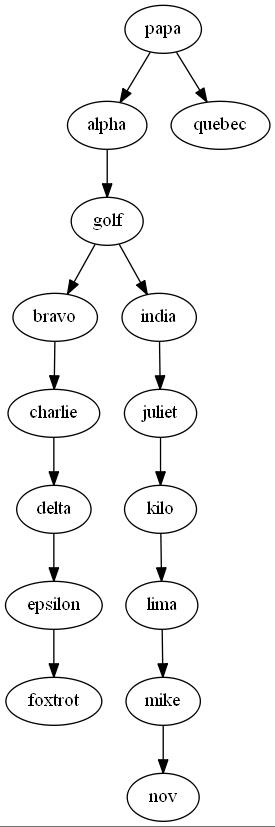 papa
alpha
quebec
golf
bravo
india
charlie
juliet
delta
kilo
epsilon
lima
foxtrot
mike
nov